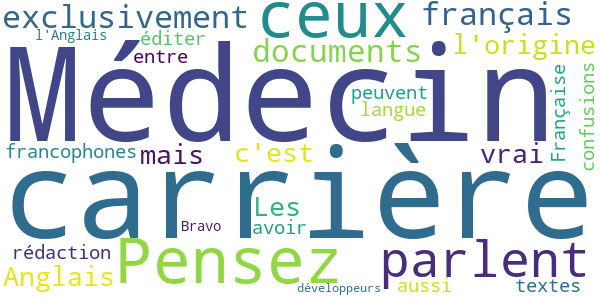 exclusivement ceux français
l'Anglais éditer documents l'origine
entre
Médecin
peuvent
langue
Française
confusions
francophones mais c'est vrai
carrière
Les
avoir
Bravo
rédaction Pensez parlent
Anglais aussi textes
développeurs